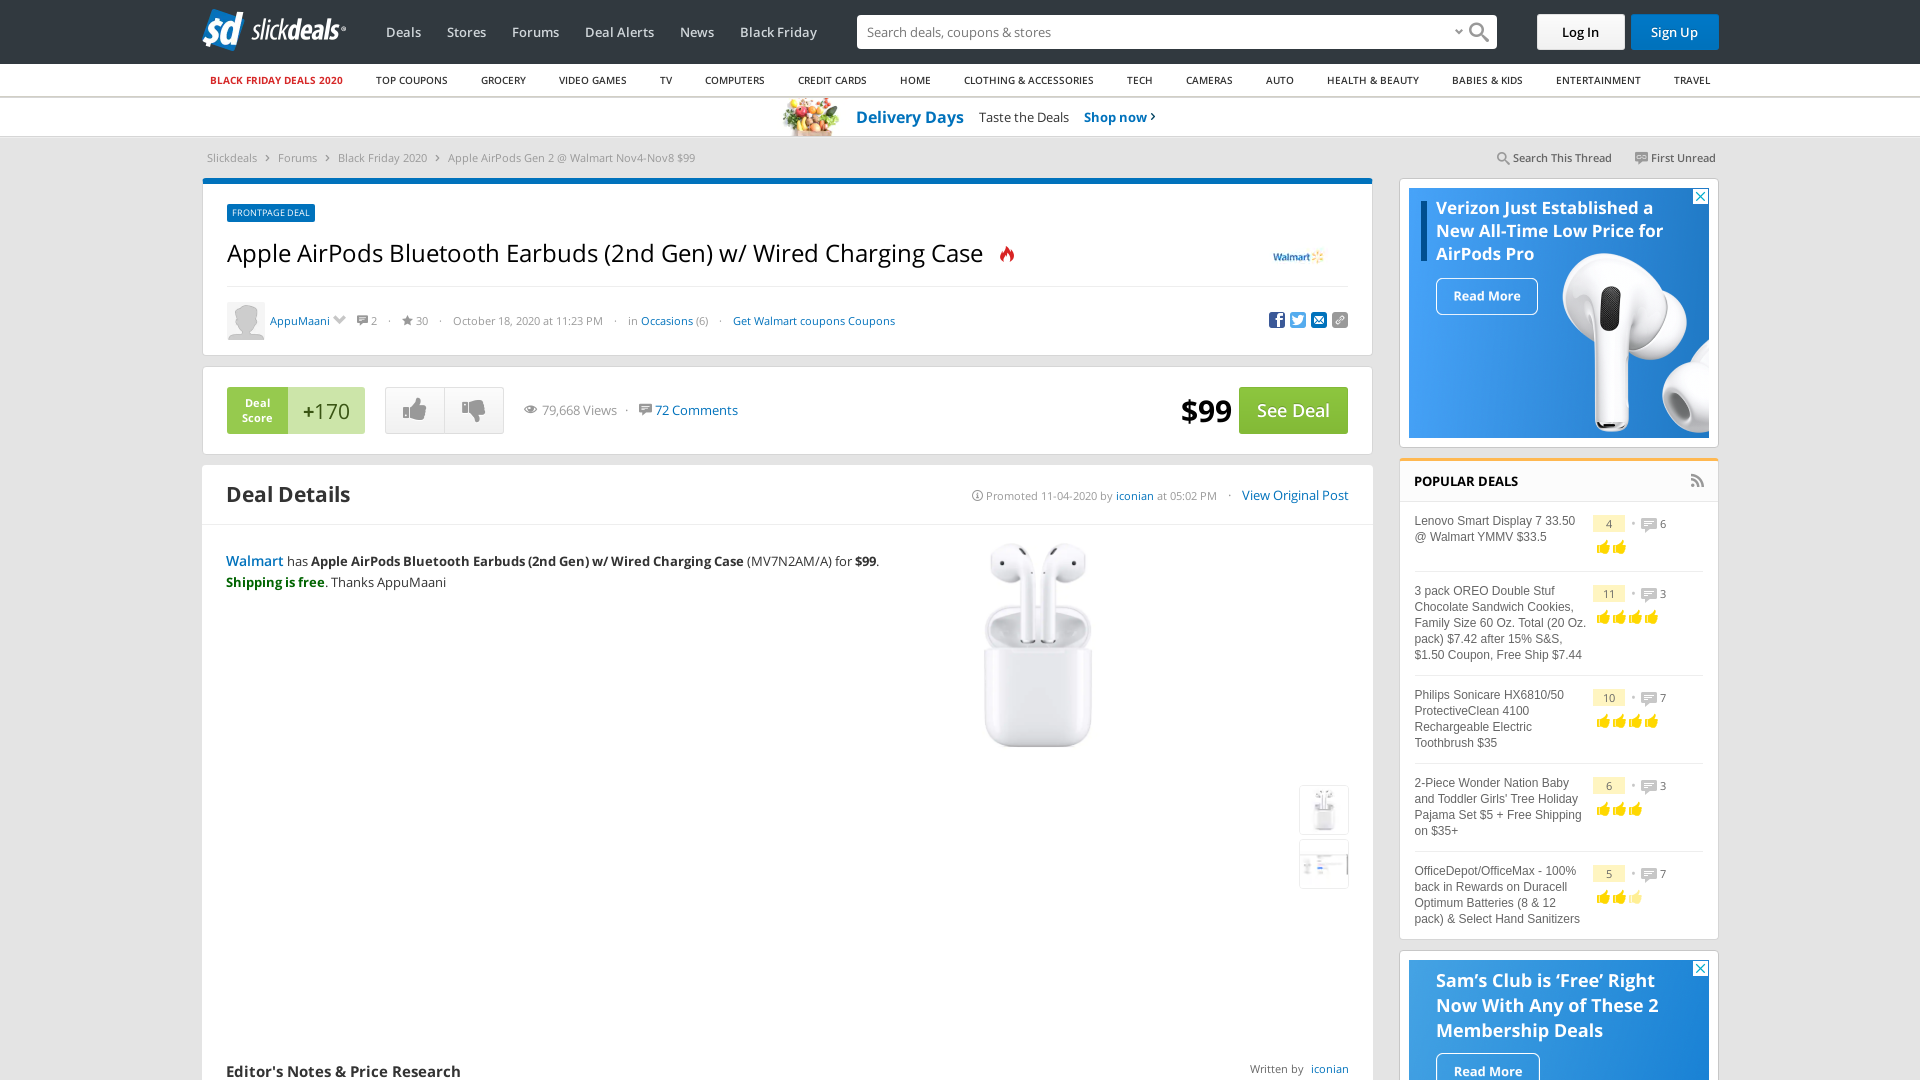 sd slickdeals
Deals Stores Forums Deal Alerts News Black Friday Search deals, coupons & stores Log In Sign Up
BLACK FRIDAY DEALS 2020 TOP COUPONS GROCERY VIDEO GAMES TV COMPUTERS CREDIT CARDS HOME CLOTHING & ACCESSORIES TECH CAMERAS AUTO HEALTH & BEAUTY BABIES & KIDS ENTERTAINMENT TRAVEL
Delivery Days Taste the Deals Shop now
Slickdeals Forums Black Friday 2020 Apple AirPods Gen 2 @ Walmart Nov4-Nov8 $99 Search This Thread First Unread
FRONTPAGE DEAL
Apple AirPods Bluetooth Earbuds (2nd Gen) w/ Wired Charging Case
Walmart
AppuMaani 2 · 30 · October 18, 2020 at 11:23 PM · in Occasions (6) · Get Walmart coupons Coupons
Deal
Score
+170
79,668 Views · 72 Comments
$99 See Deal
Deal Details
Promoted 11-04-2020 by iconian at 05:02 PM · View Original Post
Walmart has Apple AirPods Bluetooth Earbuds (2nd Gen) w/ Wired Charging Case (MV7N2AM/A) for $99.
Shipping is free. Thanks AppuMaani
Editor's Notes & Price Research
Written by iconian
Verizon Just Established a
New All-Time Low Price for
AirPods Pro
Read More
POPULAR DEALS
Lenovo Smart Display 7 33.50
@ Walmart YMMV $33.5
4 • 6
3 pack OREO Double Stuf
Chocolate Sandwich Cookies,
Family Size 60 Oz. Total (20 Oz.
pack) $7.42 after 15% S&S,
$1.50 Coupon, Free Ship $7.44
11 • 3
Philips Sonicare HX6810/50
ProtectiveClean 4100
Rechargeable Electric
Toothbrush $35
10 • 7
2-Piece Wonder Nation Baby
and Toddler Girls' Tree Holiday
Pajama Set $5 + Free Shipping
on $35+
6 • 3
OfficeDepot/OfficeMax - 100%
back in Rewards on Duracell
Optimum Batteries (8 & 12
pack) & Select Hand Sanitizers
5 • 7
Sam's Club is 'Free' Right
Now With Any of These 2
Membership Deals
Read More